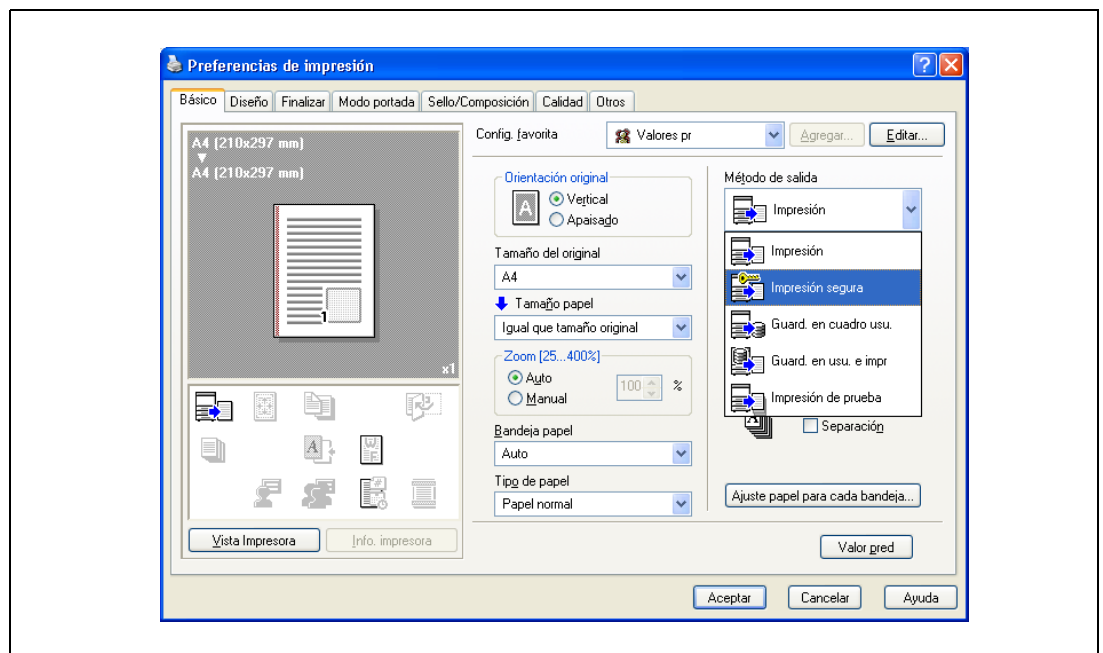 Preferencias de impresión
Básico Diseño Finalizar Modo portada Sello/Composición Calidad Otros
A4 (210x297 mm)
A4 (210x297 mm)
1
x1
Vista Impresora Info. impresora
Config. favorita Valores pr Agregar... Editar...
Orientación original
A Vertical
Apaisado
Tamaño del original
A4
Tamaño papel
Igual que tamaño original
Zoom [25...400%]
Auto
Manual
100 %
Bandeja papel
Auto
Tipo de papel
Papel normal
Método de salida
Impresión
Impresión
Impresión segura
Guard. en cuadro usu.
Guard. en usu. e impr
Impresión de prueba
Separación
Ajuste papel para cada bandeja...
Valor pred
Aceptar Cancelar Ayuda